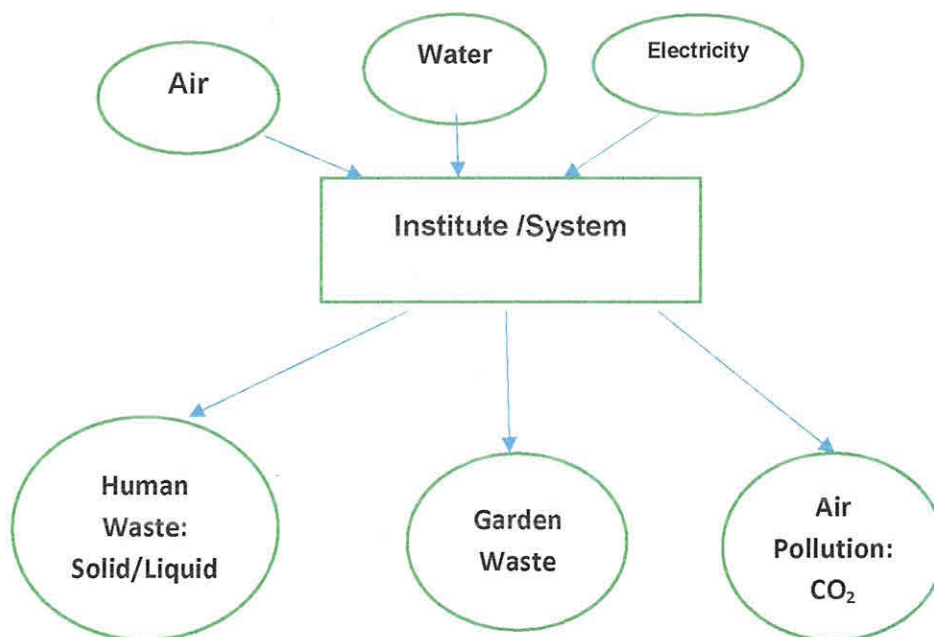 Air
Water
Electricity
Institute /System
Human
Waste:
Solid/Liquid
Garden
Waste
Air
Pollution:
CO₂